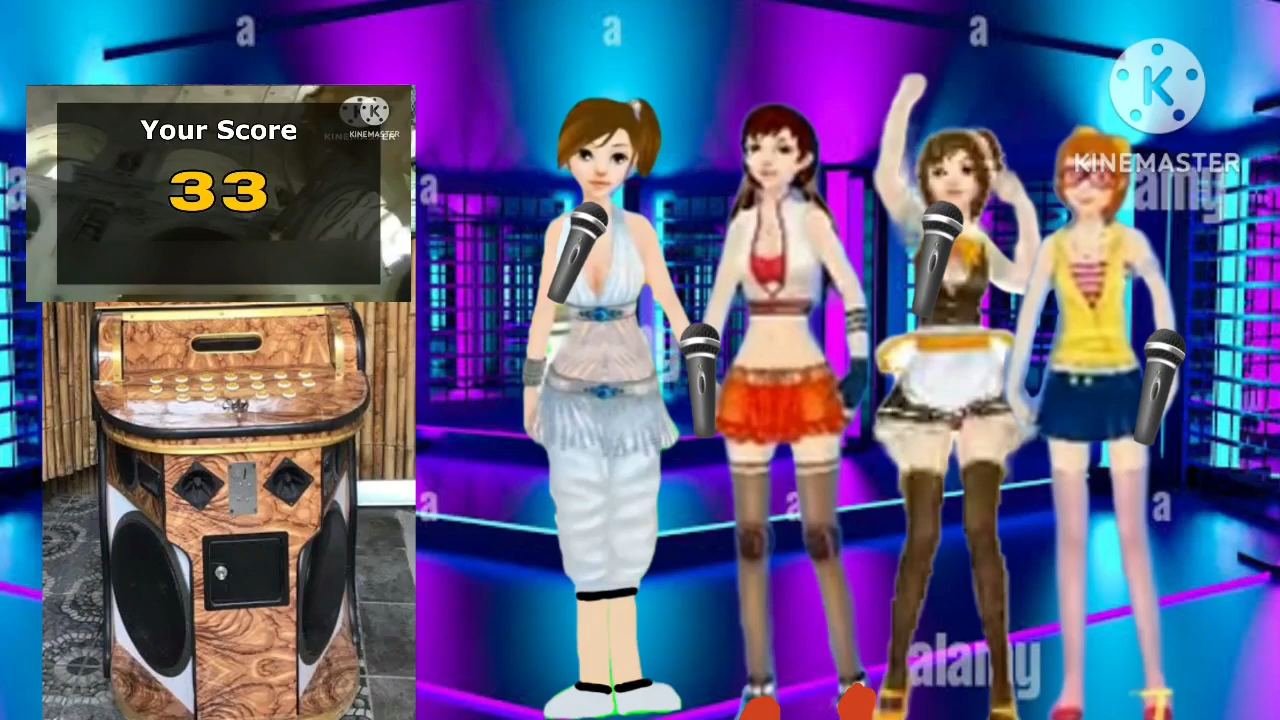 a a a
Your Score
KINEMASTER
33
KINEMASTER
a a alamy
a a a
alamy